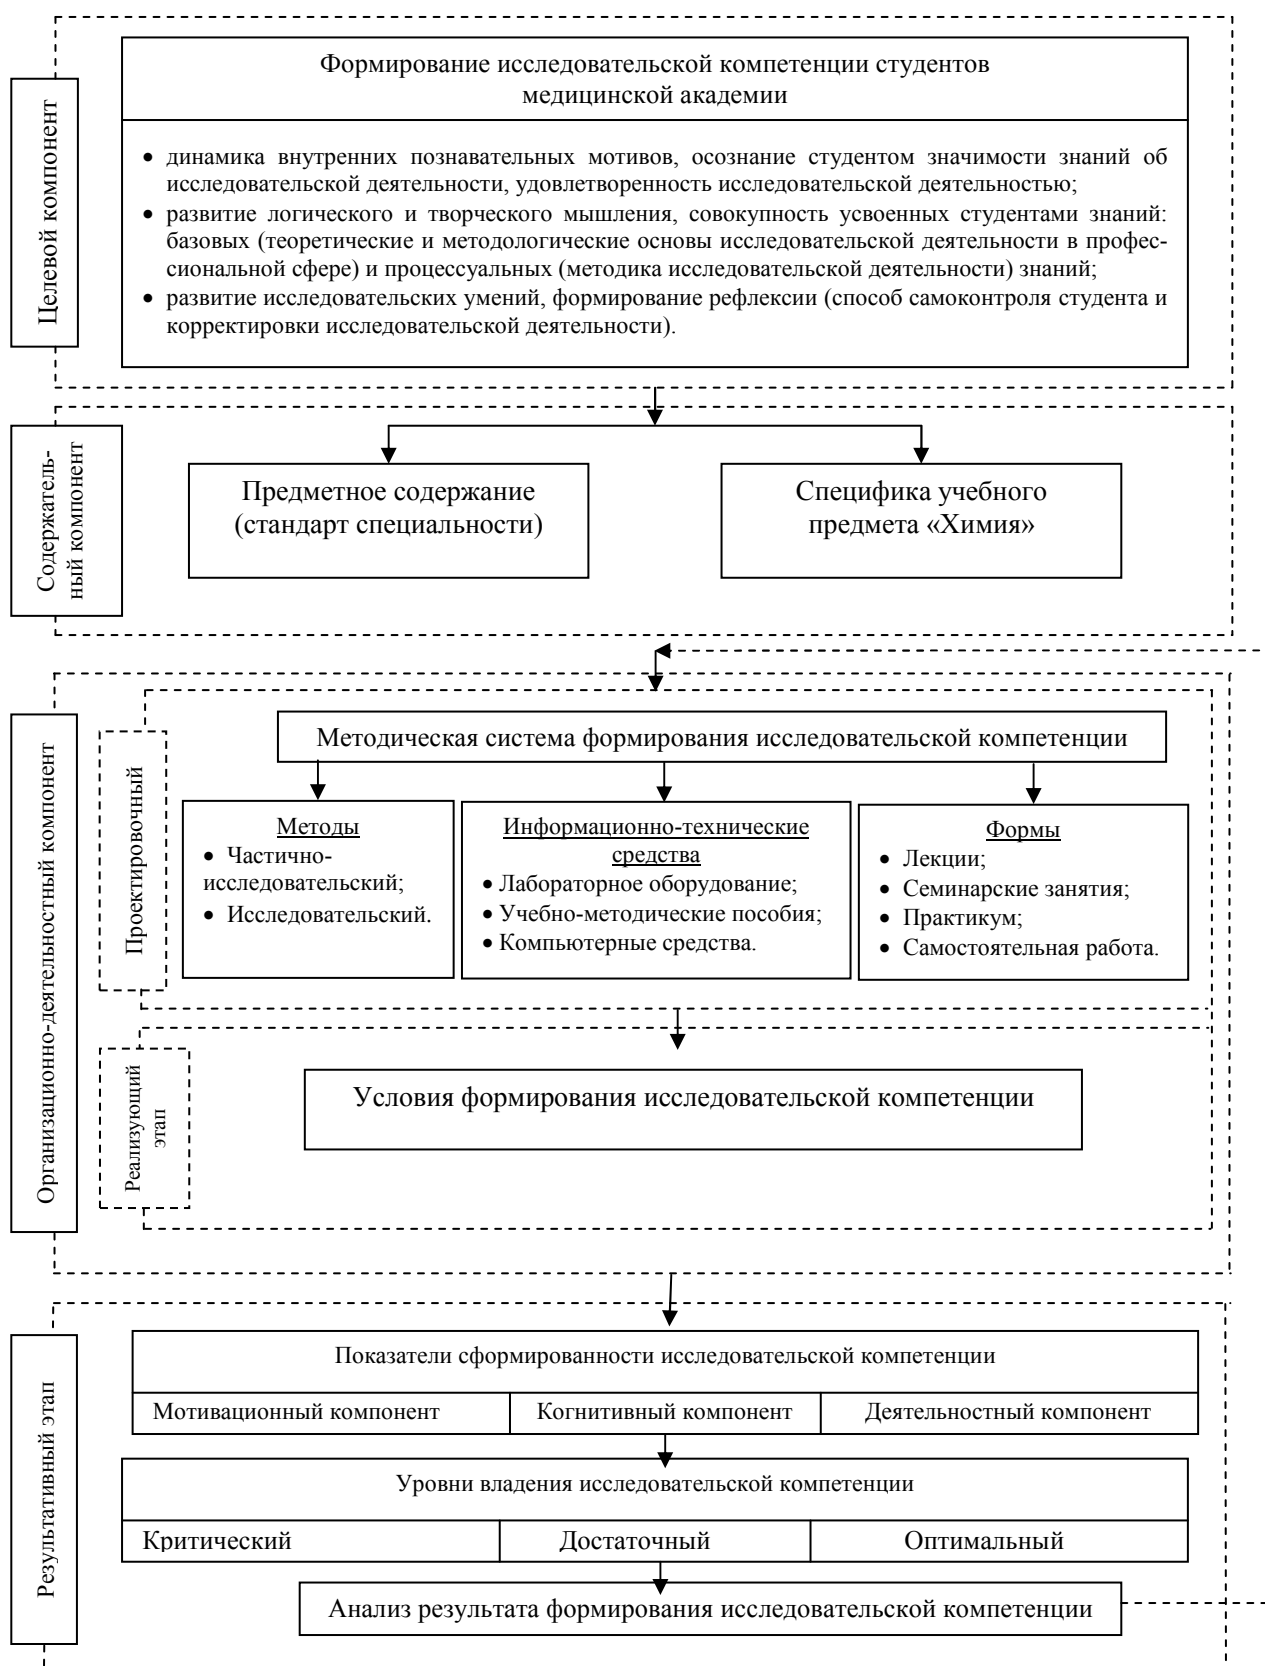 Целевой компонент
Формирование исследовательской компетенции студентов
медицинской академии
• динамика внутренних познавательных мотивов, осознание студентом значимости знаний об
исследовательской деятельности, удовлетворенность исследовательской деятельностью;
• развитие логического и творческого мышления, совокупность усвоенных студентами знаний:
базовых (теоретические и методологические основы исследовательской деятельности в профес-
сиональной сфере) и процессуальных (методика исследовательской деятельности) знаний;
• развитие исследовательских умений, формирование рефлексии (способ самоконтроля студента и
корректировки исследовательской деятельности).
Содержатель-
ный компонент
Предметное содержание
(стандарт специальности)
Специфика учебного
предмета «Химия»
Организационно-деятельностный компонент
Проектировочный
Методическая система формирования исследовательской компетенции
Методы
• Частично-
исследовательский;
• Исследовательский.
Информационно-технические
средства
• Лабораторное оборудование;
• Учебно-методические пособия;
• Компьютерные средства.
Формы
• Лекции;
• Семинарские занятия;
• Практикум;
• Самостоятельная работа.
Реализующий
этап
Условия формирования исследовательской компетенции
Результативный этап
Показатели сформированности исследовательской компетенции
Мотивационный компонент
Когнитивный компонент
Деятельностный компонент
Уровни владения исследовательской компетенции
Критический
Достаточный
Оптимальный
Анализ результата формирования исследовательской компетенции